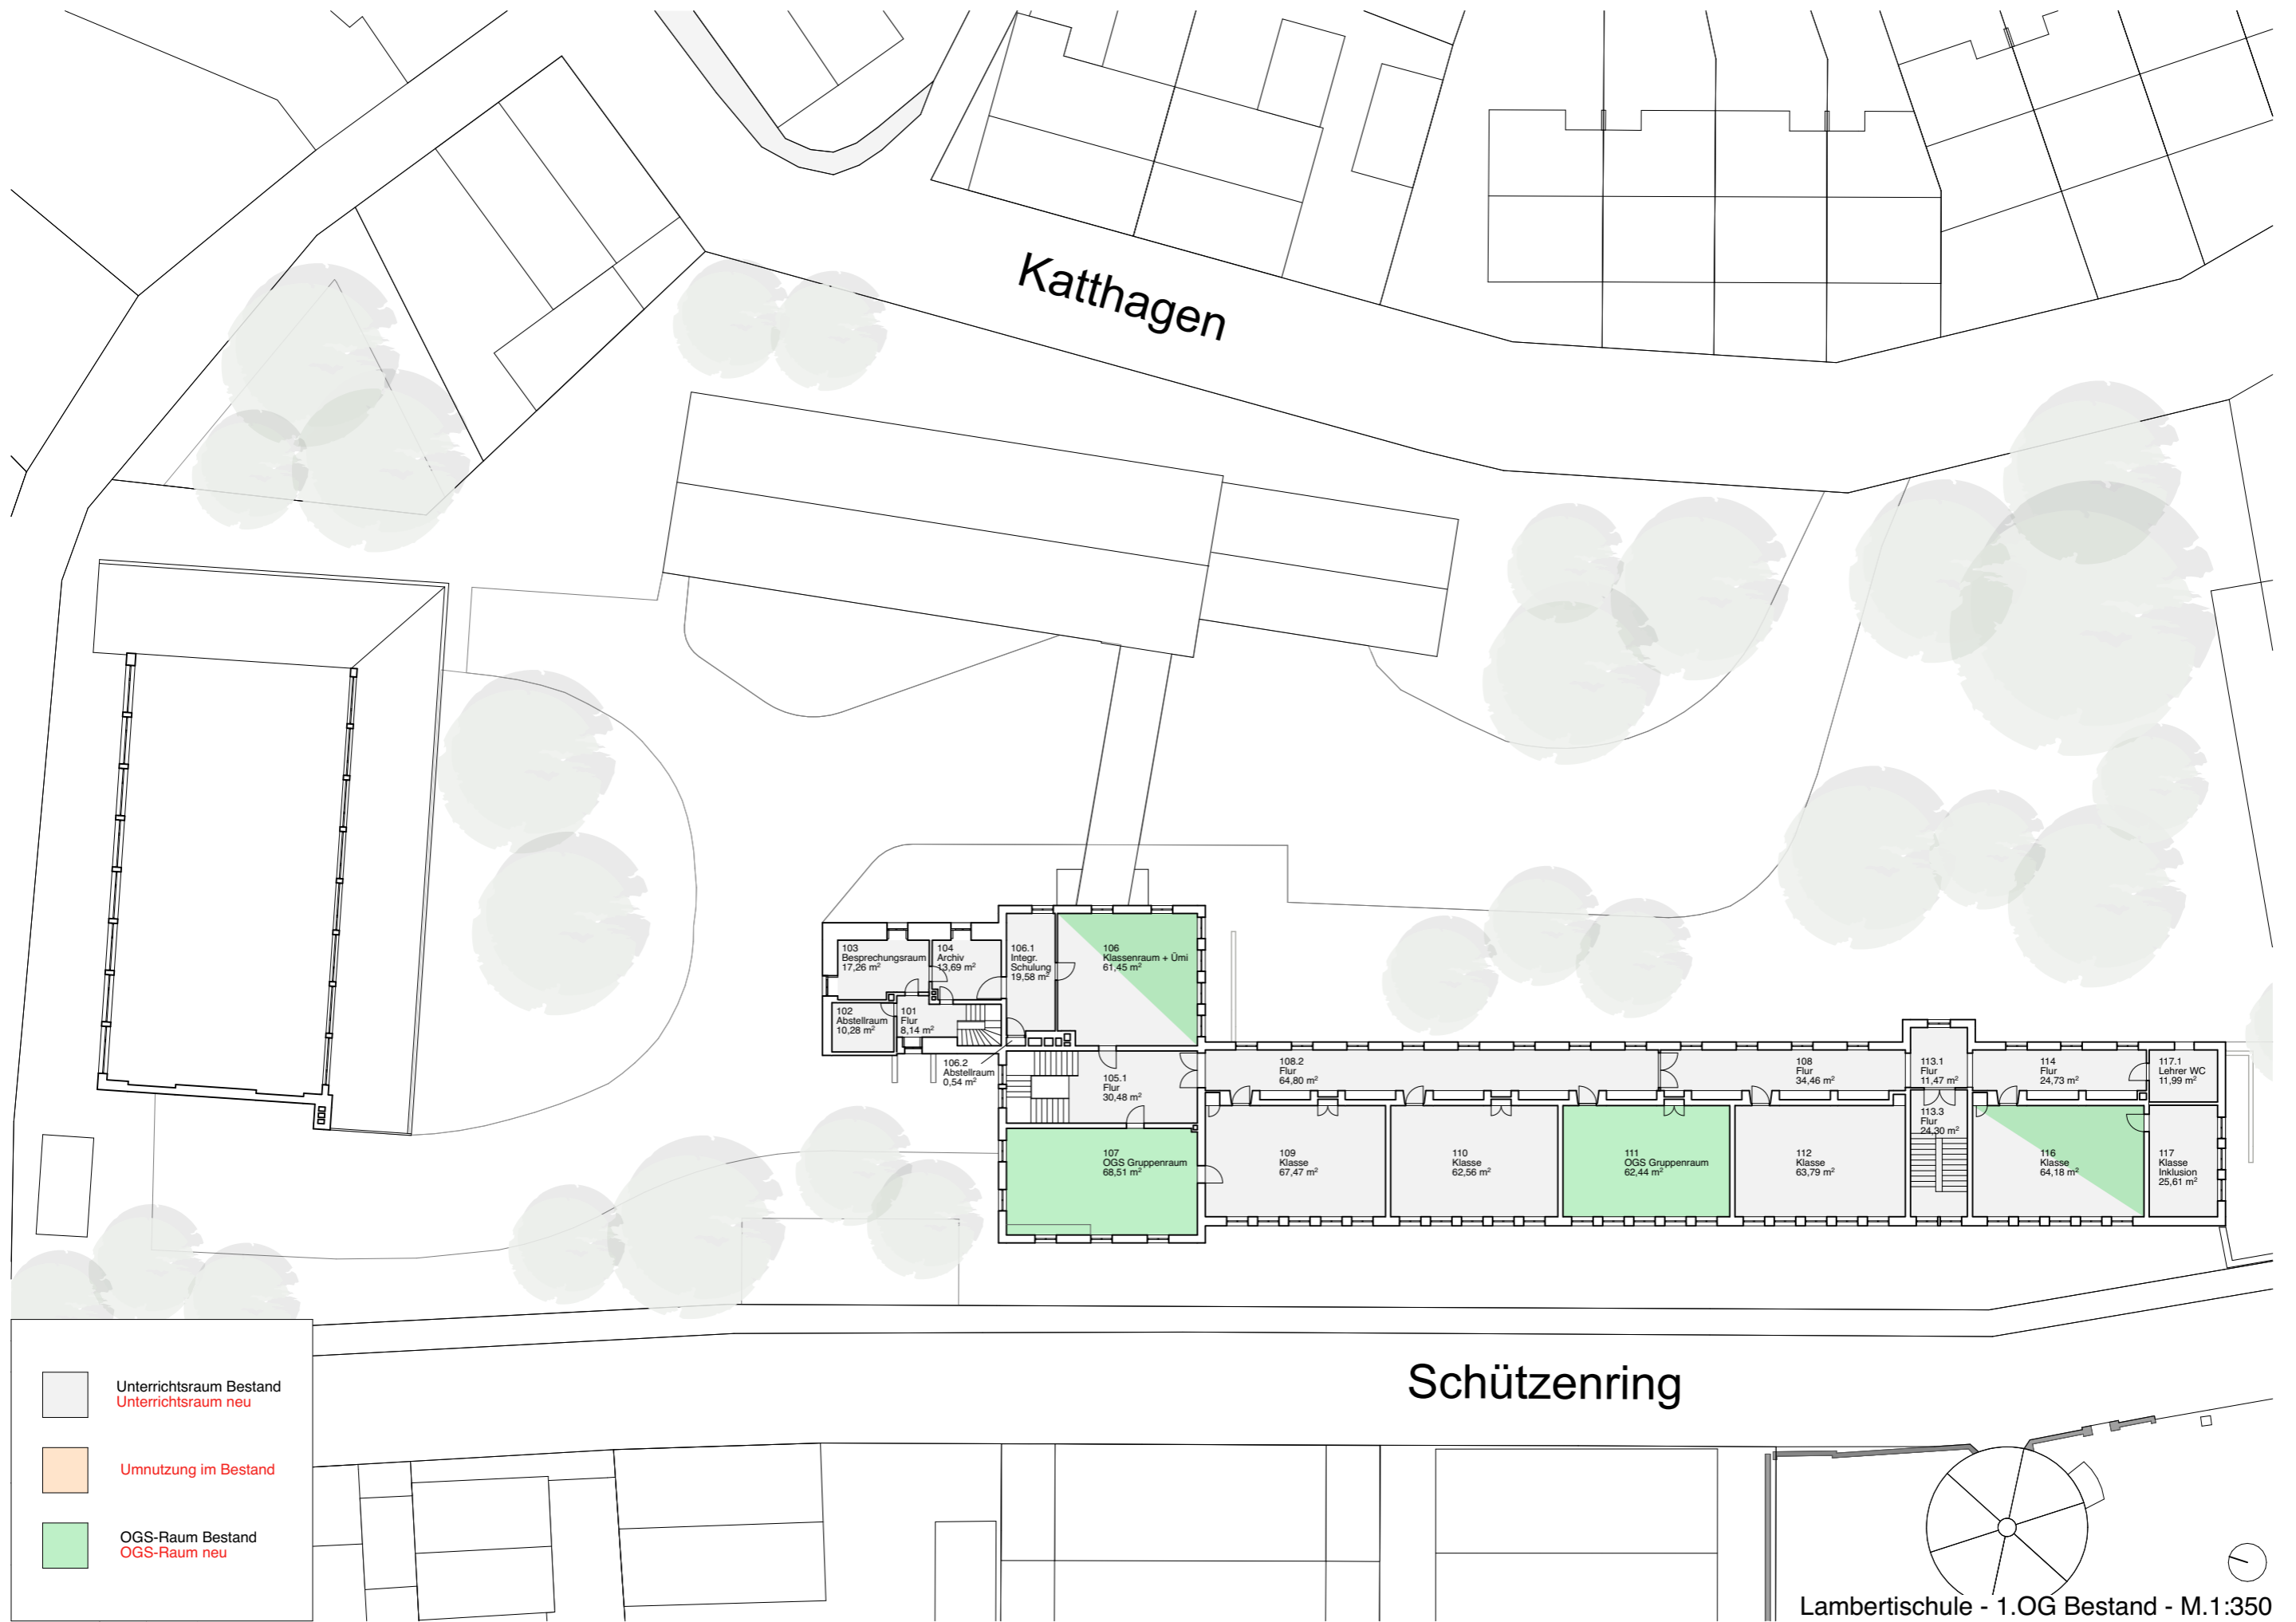 Katthagen
103
Besprechungsraum
17,26 m²
104
Archiv
13,69 m²
106.1
Integr.
Schulung
19,58 m²
106
Klassenraum + Ümi
61,45 m²
102
Abstellraum
10,28 m²
101
Flur
8,14 m²
106.2
Abstellraum
0,54 m²
105.1
Flur
30,48 m²
108.2
Flur
64,80 m²
108
Flur
34,46 m²
113.1
Flur
11,47 m²
114
Flur
24,73 m²
117.1
Lehrer WC
11,99 m²
113.3
Flur
24,30 m²
107
OGS Gruppenraum
68,51 m²
109
Klasse
67,47 m²
110
Klasse
62,56 m²
111
OGS Gruppenraum
62,44 m²
112
Klasse
63,79 m²
116
Klasse
64,18 m²
117
Klasse
Inklusion
25,61 m²
Schützenring
Unterrichtsraum Bestand
Unterrichtsraum neu
Umnutzung im Bestand
OGS-Raum Bestand
OGS-Raum neu
Lambertischule - 1.OG Bestand - M.1:350